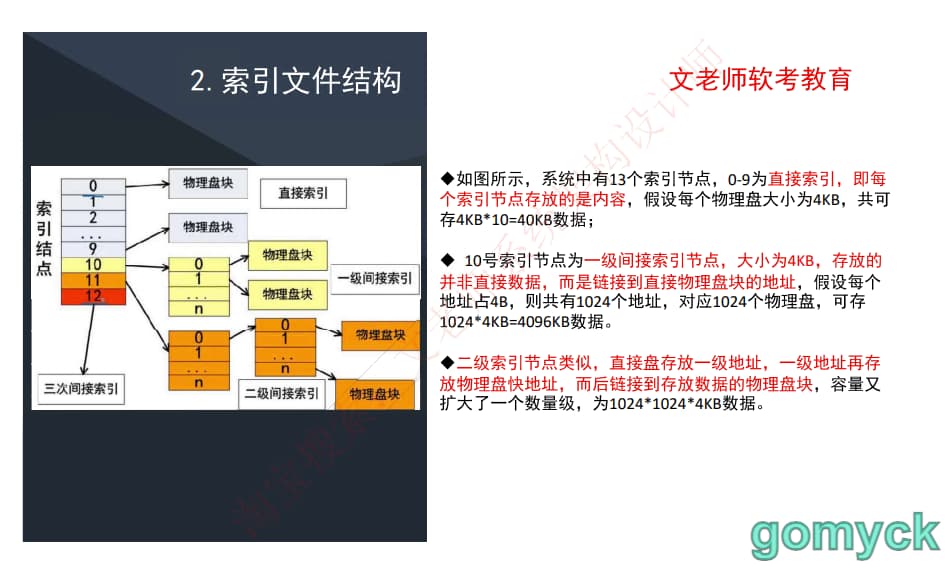 2.索引文件结构
文老师软考教育
索引结点
0
1
2
...
9
10
11
12
物理盘块
直接索引
物理盘块
0
1
...
n
物理盘块
物理盘块
一级间接索引
0
1
...
n
0
1
...
n
物理盘块
物理盘块
二级间接索引
三次间接索引
◆如图所示，系统中有13个索引节点，0-9为直接索引，即每
个索引节点存放的是内容，假设每个物理盘大小为4KB，共可
存4KB*10=40KB数据；
◆ 10号索引节点为一级间接索引节点，大小为4KB，存放的
并非直接数据，而是链接到直接物理盘块的地址，假设每个
地址占4B，则共有1024个地址，对应1024个物理盘，可存
1024*4KB=4096KB数据。
◆二级索引节点类似，直接盘存放一级地址，一级地址再存
放物理盘快地址，而后链接到存放数据的物理盘块，容量又
扩大了一个数量级，为1024*1024*4KB数据。
gomyck